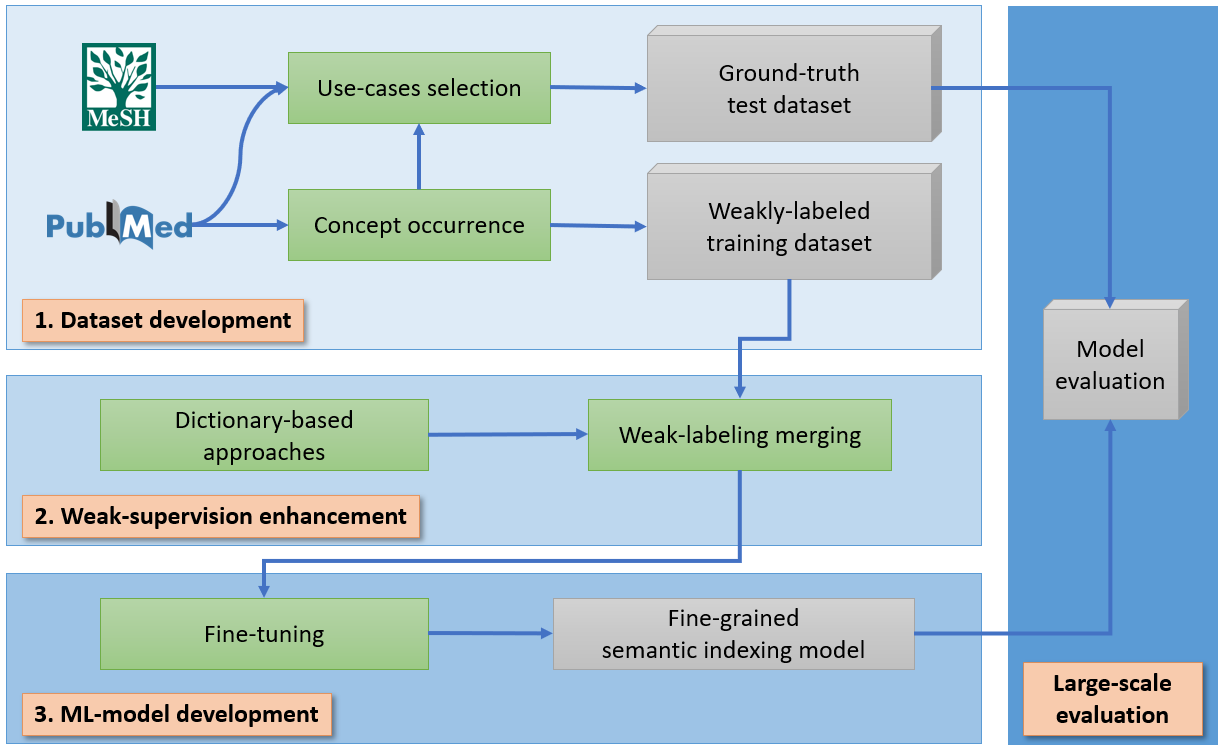 MeSH
Use-cases selection
Ground-truth
test dataset
PubMed
Concept occurrence
Weakly-labeled
training dataset
1. Dataset development
Model
evaluation
Dictionary-based
approaches
Weak-labeling merging
2. Weak-supervision enhancement
Fine-tuning
Fine-grained
semantic indexing model
3. ML-model development
Large-scale
evaluation